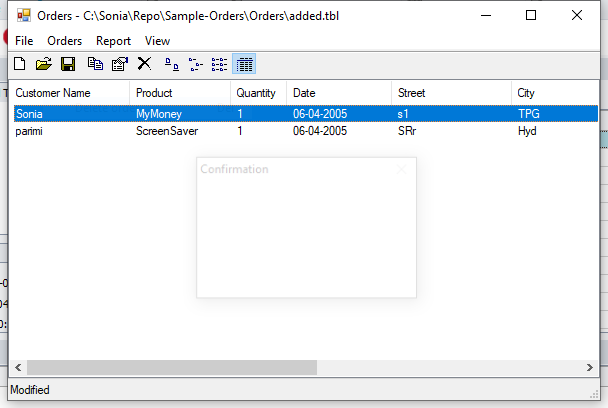 Orders - C:\Sonia\Repo\Sample-Orders\Orders\added.tbl
File Orders Report View
Customer Name Product Quantity Date Street City
Sonia MyMoney 1 06-04-2005 s1 TPG
parimi ScreenSaver 1 06-04-2005 SRr Hyd
Confirmation
Modified